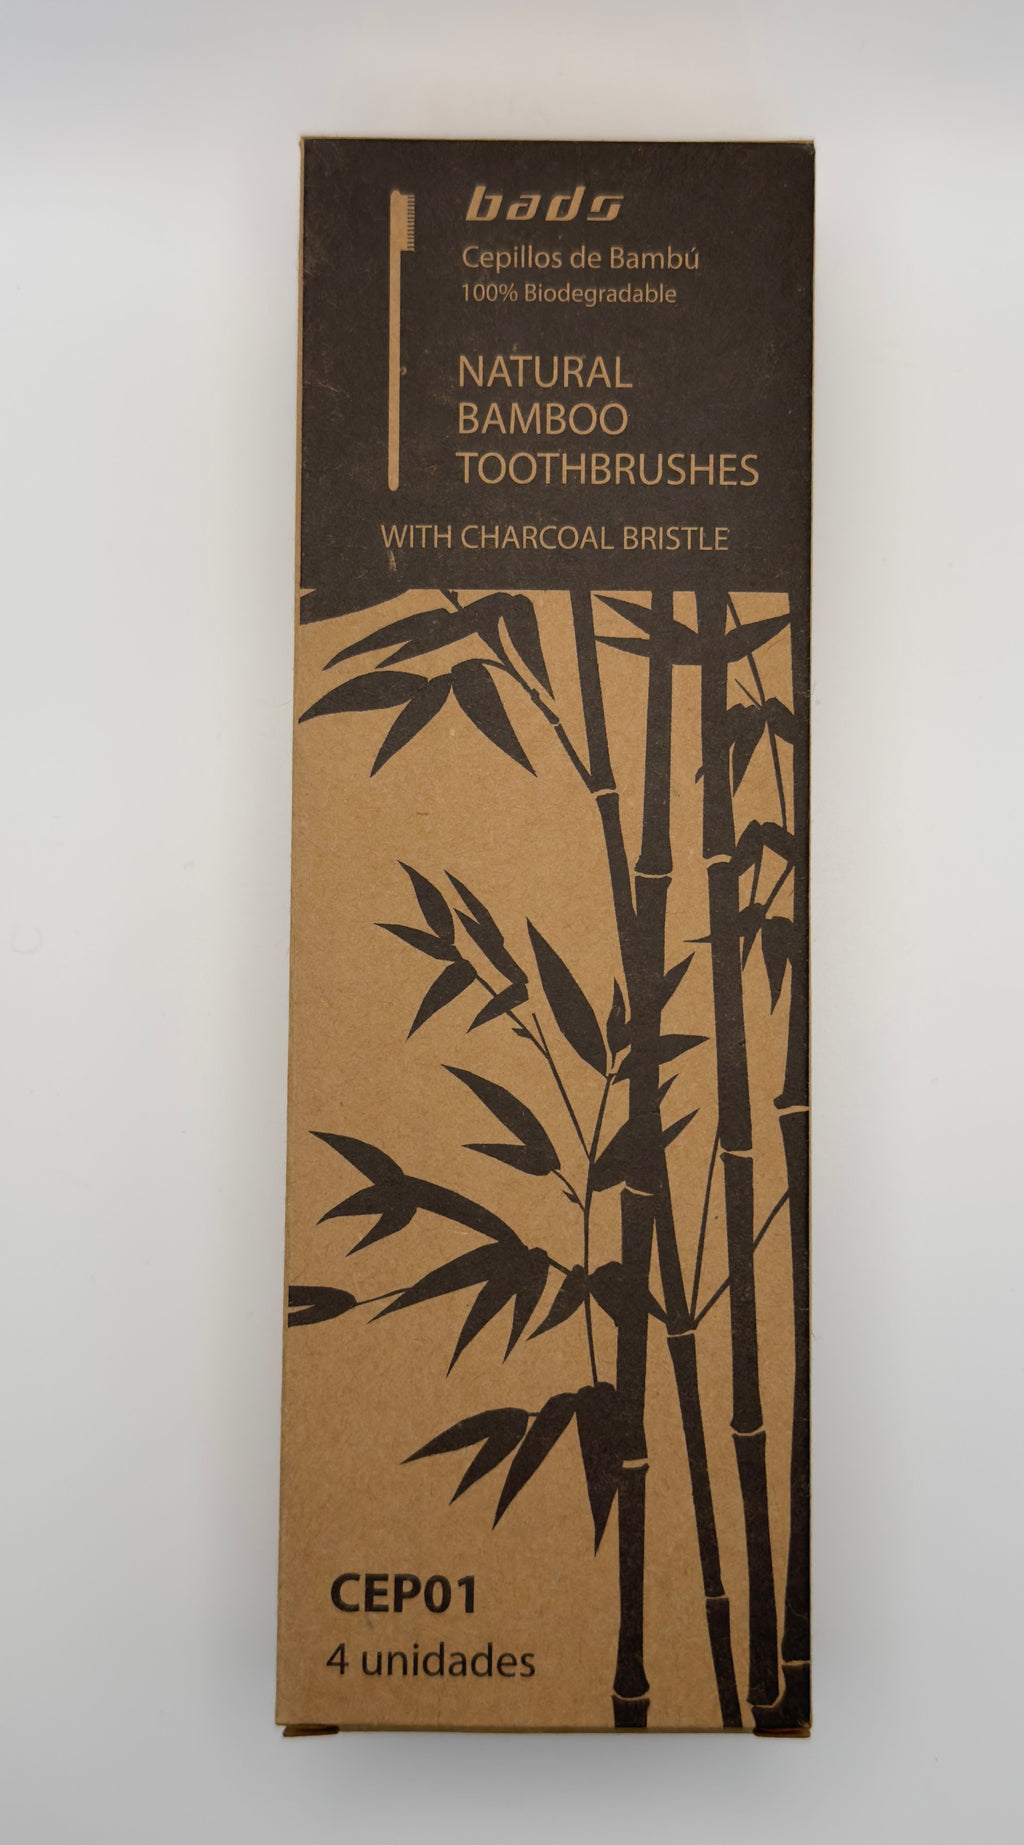 bads
Cepillos de Bambú
100% Biodegradable
NATURAL
BAMBOO
TOOTHBRUSHES
WITH CHARCOAL BRISTLE
CEP01
4 unidades